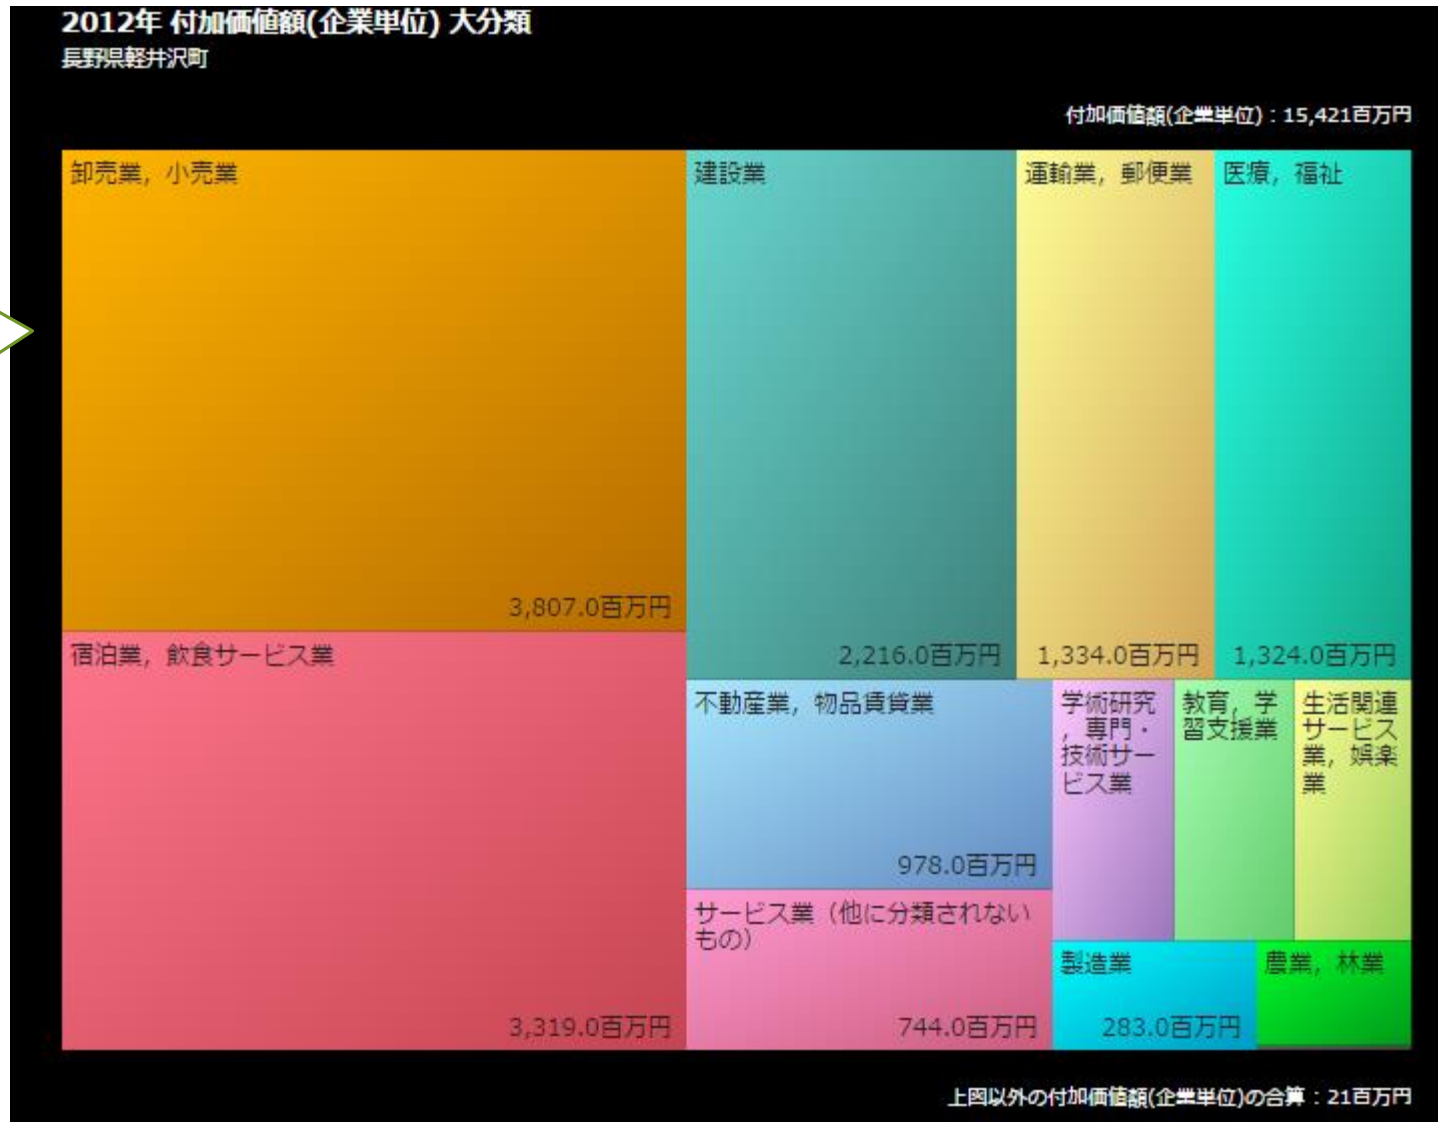 2012年 付加価値額(企業単位) 大分類
長野県軽井沢町
付加価値額(企業単位)：15,421百万円
卸売業，小売業
3,807.0百万円
宿泊業，飲食サービス業
3,319.0百万円
建設業
2,216.0百万円
運輸業，郵便業
1,334.0百万円
医療，福祉
1,324.0百万円
不動産業，物品賃貸業
978.0百万円
サービス業（他に分類されない
もの）
744.0百万円
学術研究
，専門・
技術サー
ビス業
教育，学
習支援業
生活関連
サービス
業，娯楽
業
製造業
283.0百万円
農業，林業
上図以外の付加価値額(企業単位)の合算：21百万円